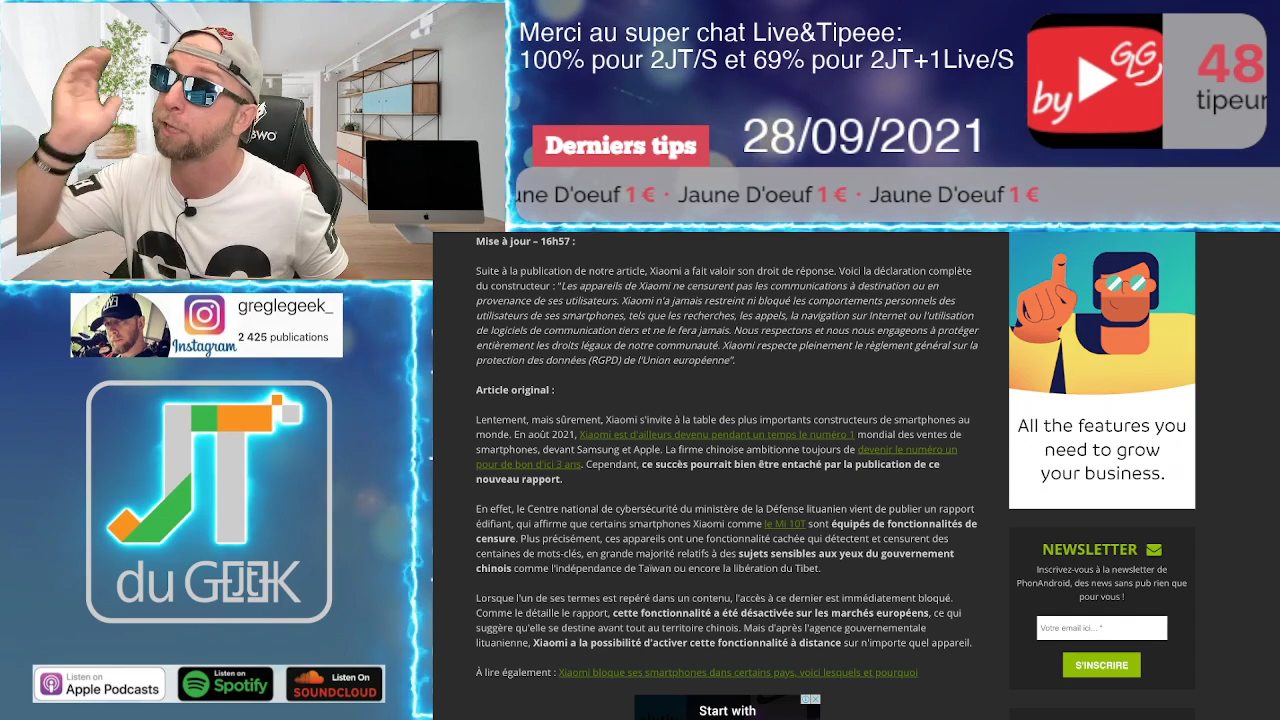 Merci au super chat Live&Tipeee:
100% pour 2JT/S et 69% pour 2JT+1Live/S
by GLG
48
tipeur
Derniers tips
28/09/2021
une D'oeuf 1 € · Jaune D'oeuf 1 € · Jaune D'oeuf 1 €
greglegeek_
2 425 publications
Instagram
JT
du GEEK
Listen on
Apple Podcasts
Listen on
Spotify
Listen On
SOUNDCLOUD
Mise à jour – 16h57 :
Suite à la publication de notre article, Xiaomi a fait valoir son droit de réponse. Voici la déclaration complète
du constructeur : "Les appareils de Xiaomi ne censurent pas les communications à destination ou en
provenance de ses utilisateurs. Xiaomi n'a jamais restreint ni bloqué les comportements personnels des
utilisateurs de ses smartphones, tels que les recherches, les appels, la navigation sur Internet ou l'utilisation
de logiciels de communication tiers et ne le fera jamais. Nous respectons et nous nous engageons à protéger
entièrement les droits légaux de notre communauté. Xiaomi respecte pleinement le règlement général sur la
protection des données (RGPD) de l'Union européenne".
Article original :
Lentement, mais sûrement, Xiaomi s'invite à la table des plus importants constructeurs de smartphones au
monde. En août 2021, Xiaomi est d'ailleurs devenu pendant un temps le numéro 1 mondial des ventes de
smartphones, devant Samsung et Apple. La firme chinoise ambitionne toujours de devenir le numéro un
pour de bon d'ici 3 ans. Cependant, ce succès pourrait bien être entaché par la publication de ce
nouveau rapport.
En effet, le Centre national de cybersécurité du ministère de la Défense lituanien vient de publier un rapport
édifiant, qui affirme que certains smartphones Xiaomi comme le Mi 10T sont équipés de fonctionnalités de
censure. Plus précisément, ces appareils ont une fonctionnalité cachée qui détectent et censurent des
centaines de mots-clés, en grande majorité relatifs à des sujets sensibles aux yeux du gouvernement
chinois comme l'indépendance de Taïwan ou encore la libération du Tibet.
Lorsque l'un de ses termes est repéré dans un contenu, l'accès à ce dernier est immédiatement bloqué.
Comme le détaille le rapport, cette fonctionnalité a été désactivée sur les marchés européens, ce qui
suggère qu'elle se destine avant tout au territoire chinois. Mais d'après l'agence gouvernementale
lituanienne, Xiaomi a la possibilité d'activer cette fonctionnalité à distance sur n'importe quel appareil.
À lire également : Xiaomi bloque ses smartphones dans certains pays, voici lesquels et pourquoi
Start with
All the features you
need to grow
your business.
NEWSLETTER
Inscrivez-vous à la newsletter de
PhonAndroid, des news sans pub rien que
pour vous !
Votre email ici... *
S'INSCRIRE